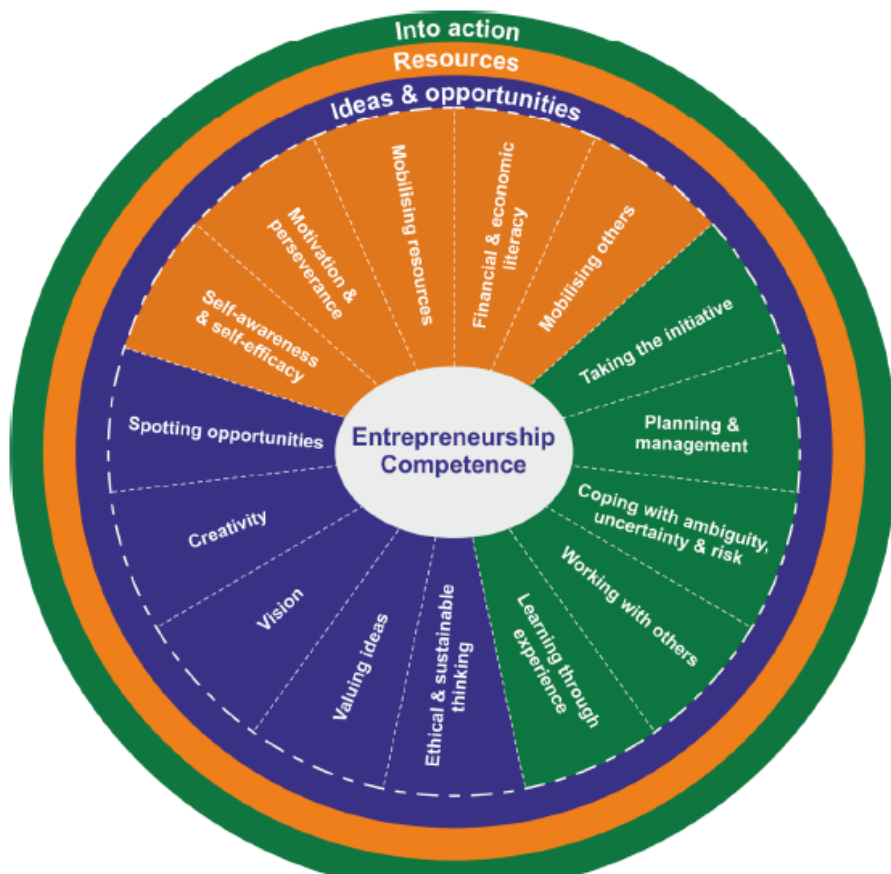 Into action
Resources
Ideas & opportunities
Mobilising resources
Financial & economic
literacy
Mobilising others
Motivation &
perseverance
Self-awareness
& self-efficacy
Taking the initiative
Planning &
management
Coping with ambiguity,
uncertainty & risk
Working with others
Learning through
experience
Ethical & sustainable
thinking
Valuing ideas
Vision
Creativity
Spotting opportunities
Entrepreneurship
Competence